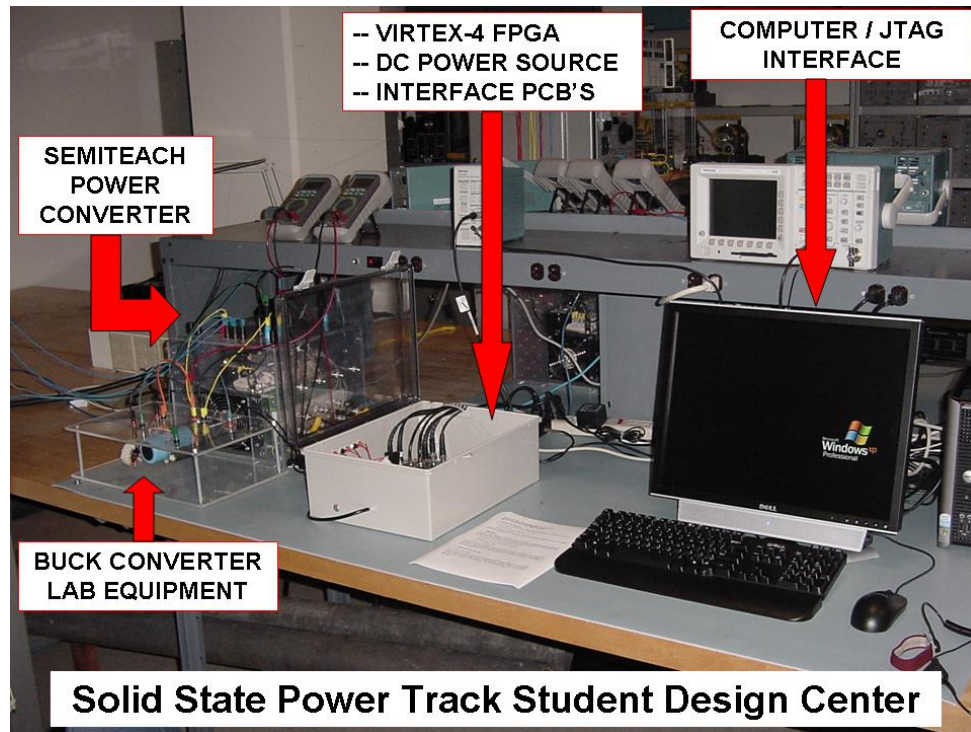 -- VIRTEX-4 FPGA
-- DC POWER SOURCE
-- INTERFACE PCB'S
COMPUTER / JTAG
INTERFACE
SEMITEACH
POWER
CONVERTER
BUCK CONVERTER
LAB EQUIPMENT
Microsoft
Windows xp
Professional
DELL
Solid State Power Track Student Design Center